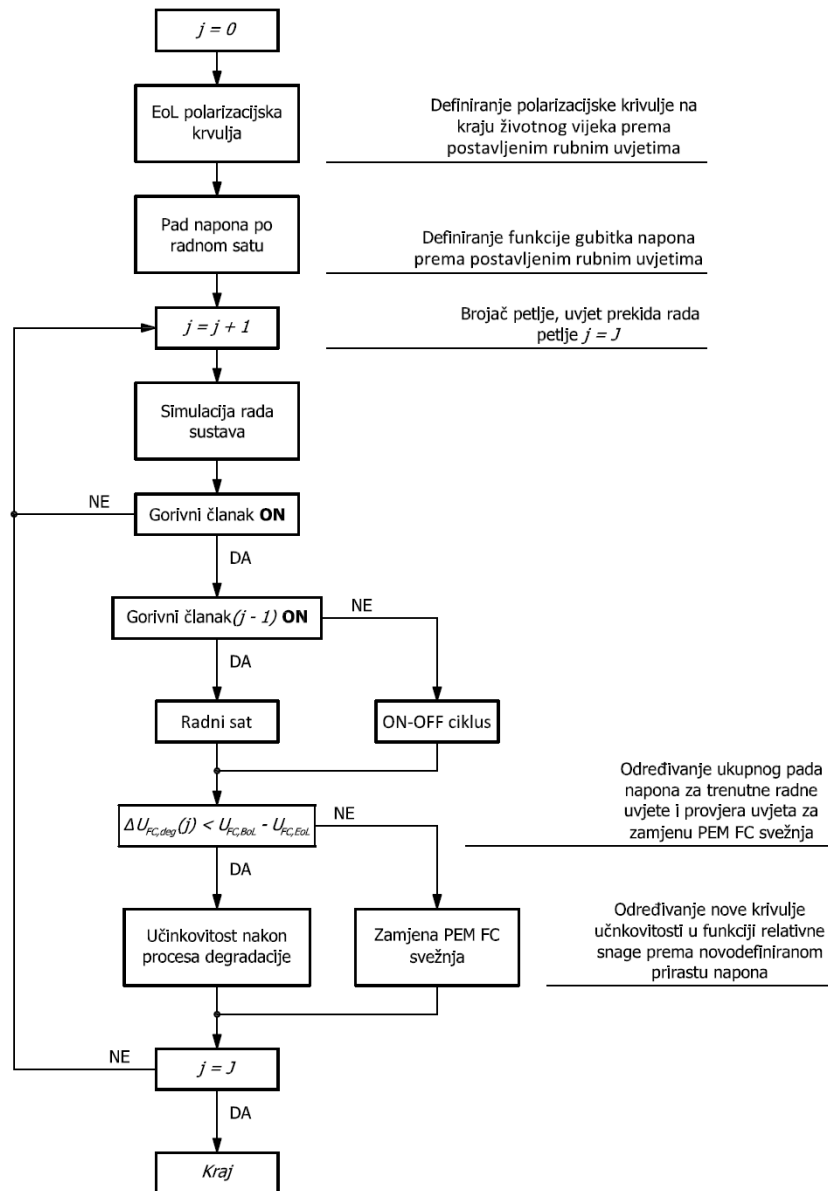 j = 0
EoL polarizacijska
krvulja
Definiranje polarizacijske krivulje na
kraju životnog vijeka prema
postavljenim rubnim uvjetima
Pad napona po
radnom satu
Definiranje funkcije gubitka napona
prema postavljenim rubnim uvjetima
j = j + 1
Brojač petlje, uvjet prekida rada
petlje j = J
Simulacija rada
sustava
NE
Gorivni članak ON
DA
Gorivni članak(j - 1) ON
NE
DA
Radni sat
ON-OFF ciklus
Određivanje ukupnog pada
napona za trenutne radne
uvjete i provjera uvjeta za
zamjenu PEM FC svežnja
ΔU_FC,deg(j) < U_FC,BoL - U_FC,EoL
NE
DA
Učinkovitost nakon
procesa degradacije
Zamjena PEM FC
svežnja
Određivanje nove krivulje
učnkovitosti u funkciji relativne
snage prema novodefiniranom
prirastu napona
NE
j = J
DA
Kraj